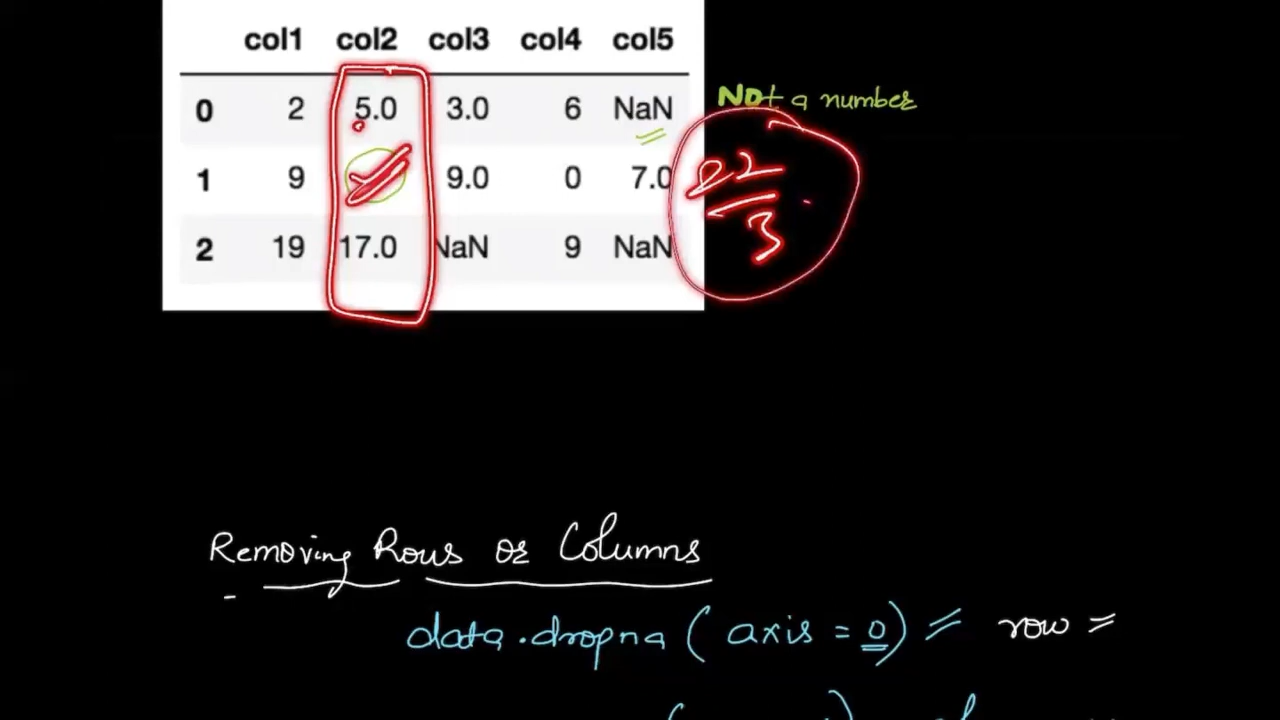 col1 col2 col3 col4 col5
0 2 5.0 3.0 6 NaN
Not a number
1 9 9.0 0 7.0
22
3
2 19 17.0 NaN 9 NaN
Removing Rows or Columns
data.dropna ( axis = 0 ) row =